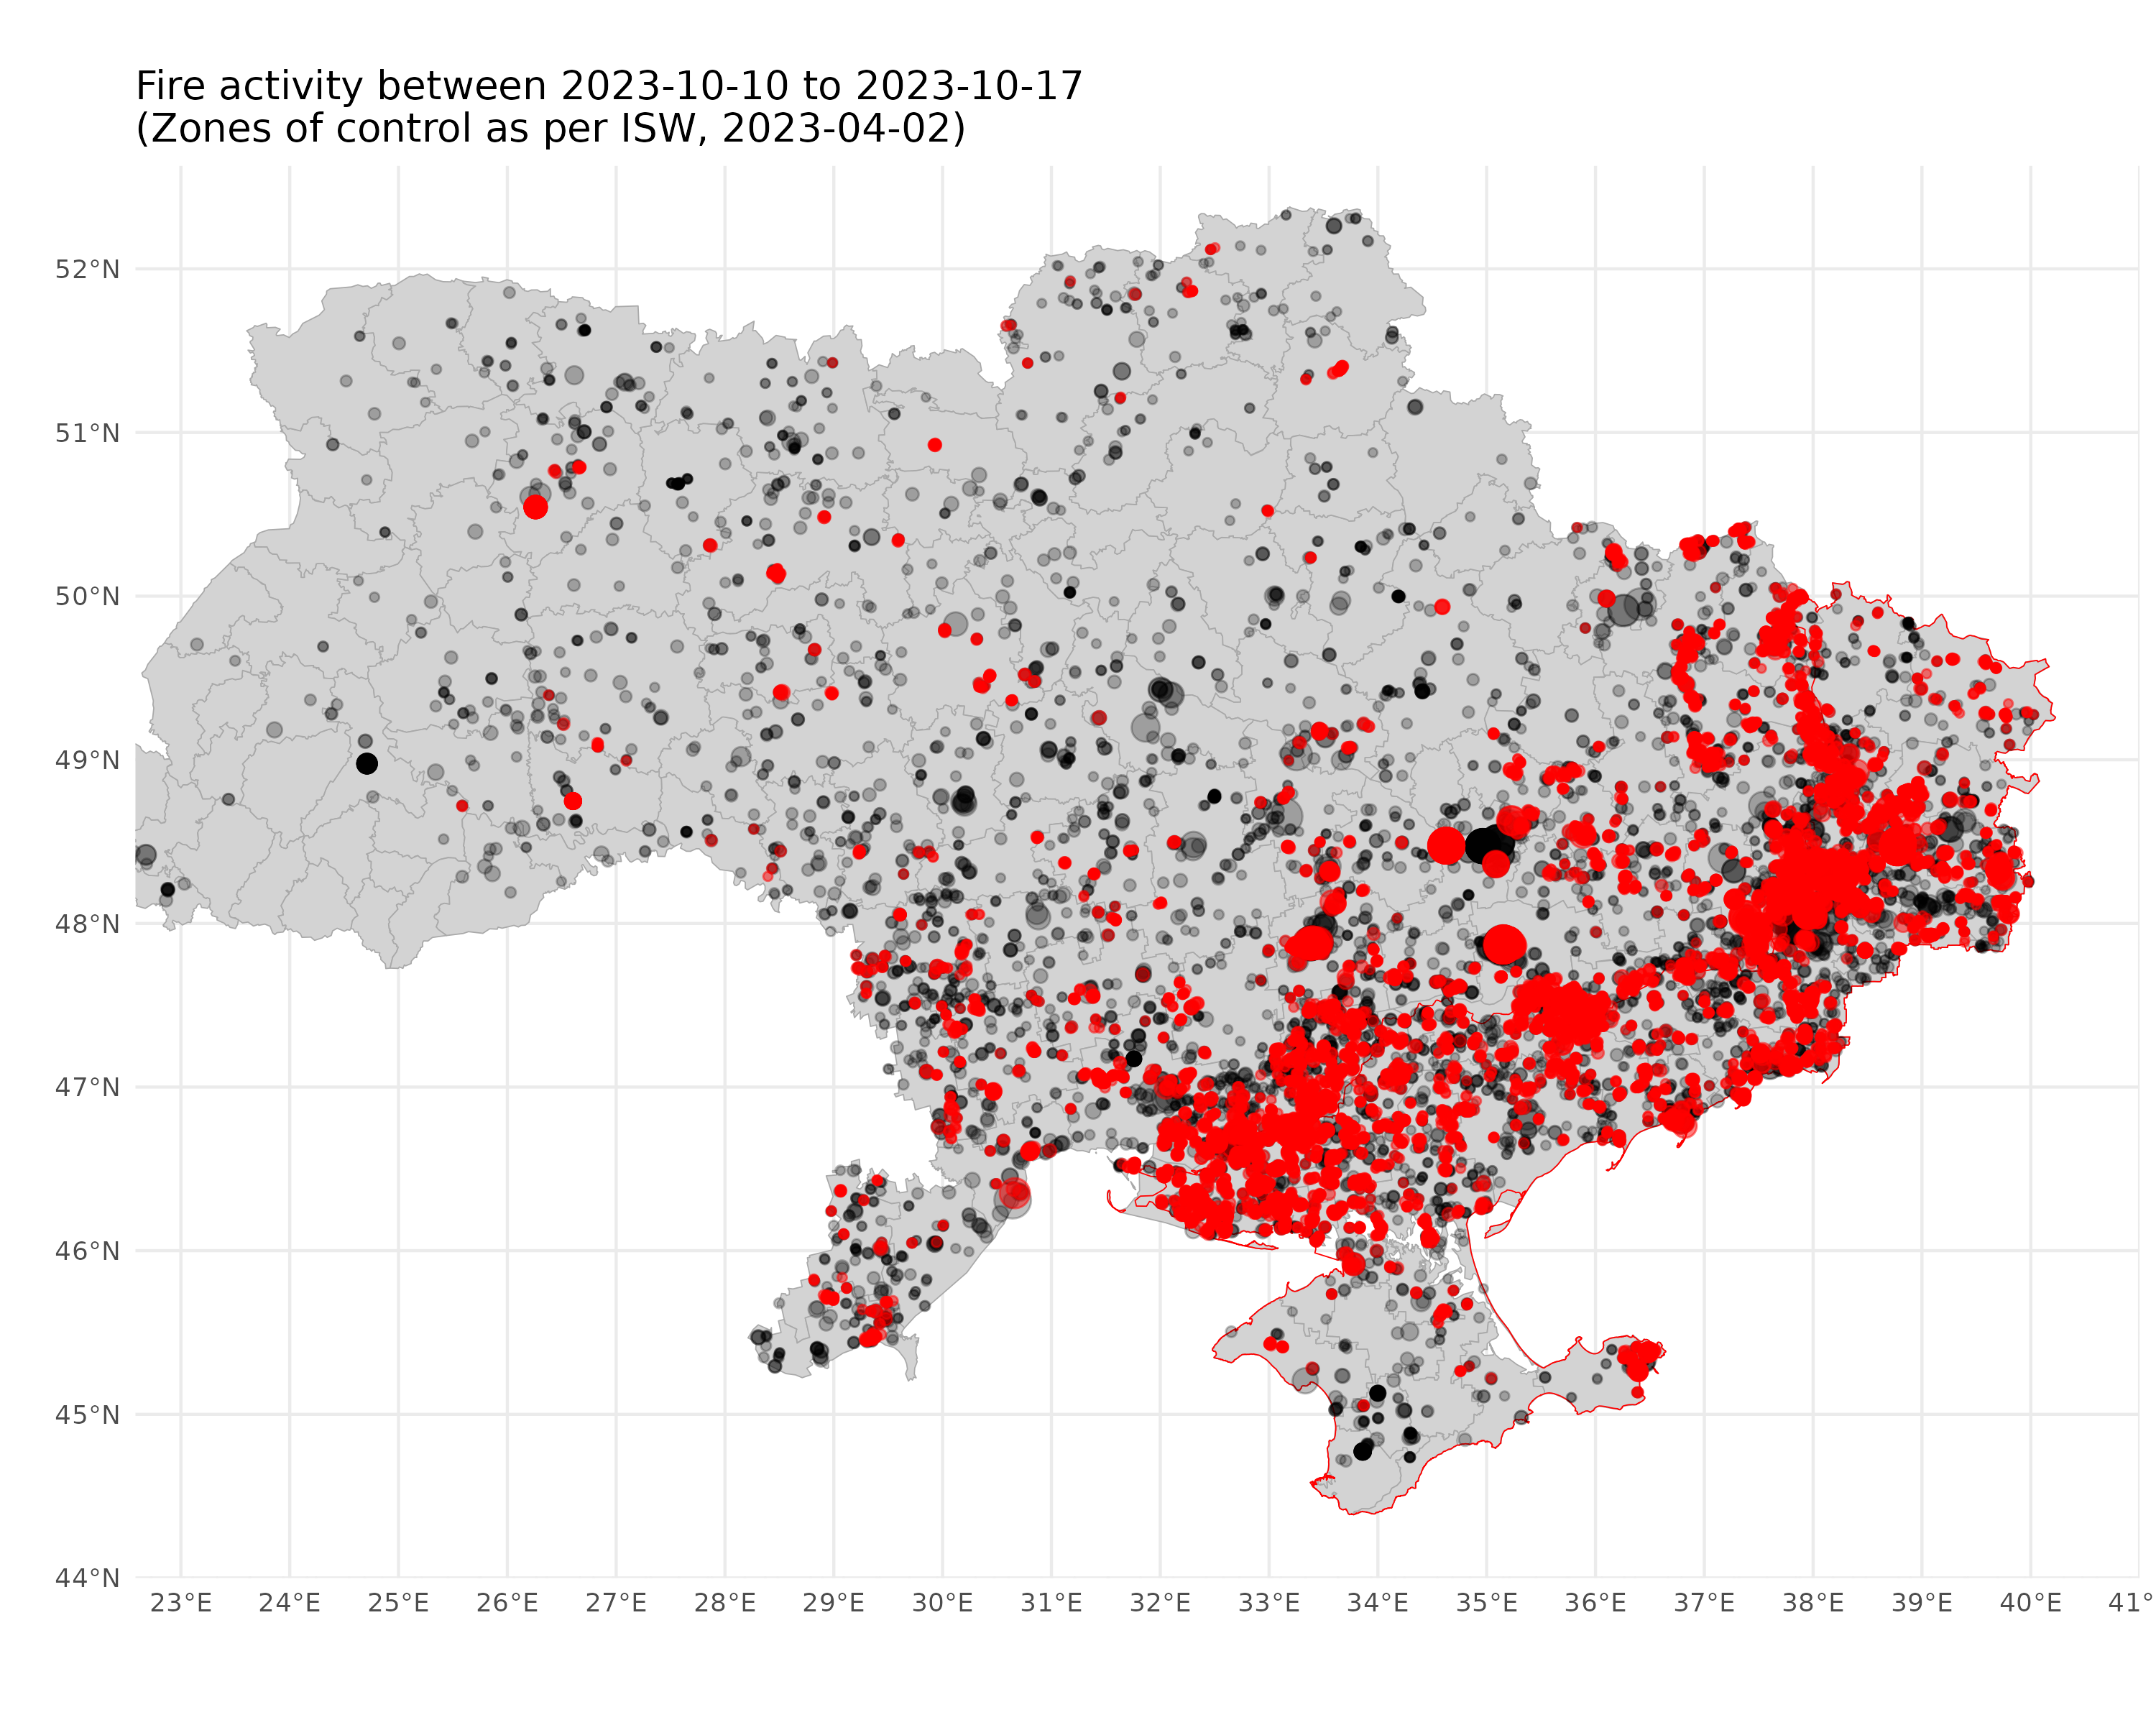 Fire activity between 2023-10-10 to 2023-10-17
(Zones of control as per ISW, 2023-04-02)
52°N
51°N
50°N
49°N
48°N
47°N
46°N
45°N
44°N
23°E 24°E 25°E 26°E 27°E 28°E 29°E 30°E 31°E 32°E 33°E 34°E 35°E 36°E 37°E 38°E 39°E 40°E 41°